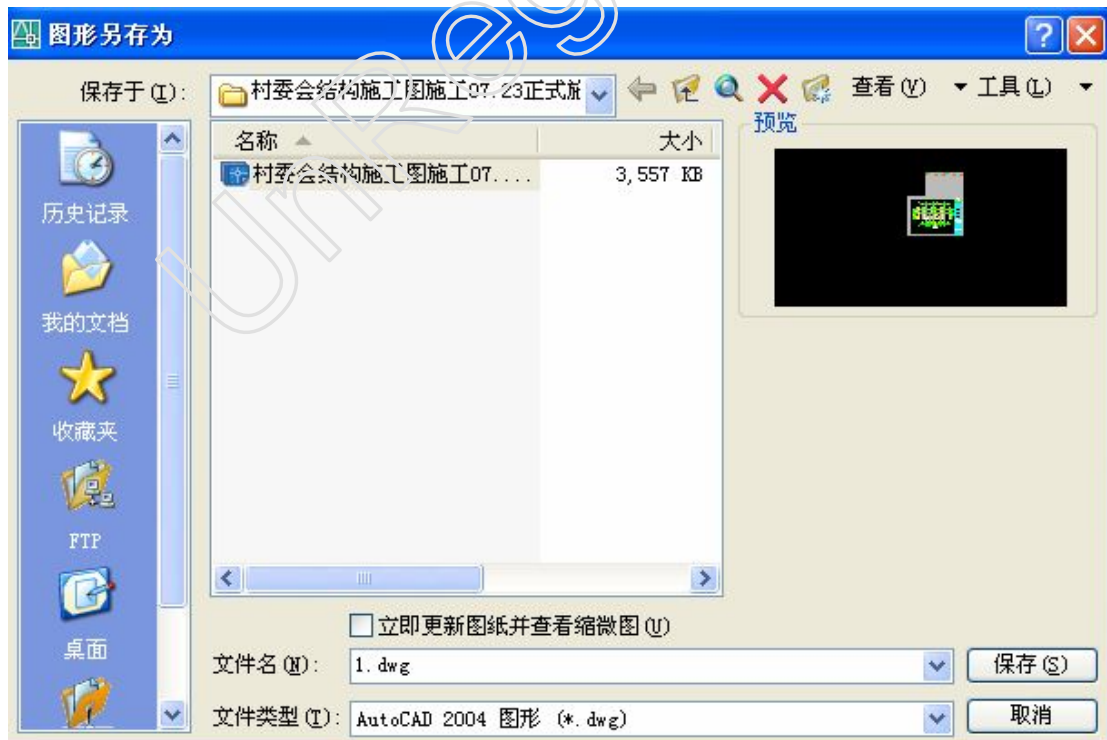 图形另存为
保存于(I):
村委会结构施工图施工07.23正式施
查看(V)
工具(L)
名称
大小
预览
村委会结构施工图施工07....
3,557 KB
历史记录
我的文档
收藏夹
FTP
桌面
立即更新图纸并查看缩微图(U)
文件名(N):
1.dwg
保存(S)
文件类型(T):
AutoCAD 2004 图形 (*.dwg)
取消
UnReg